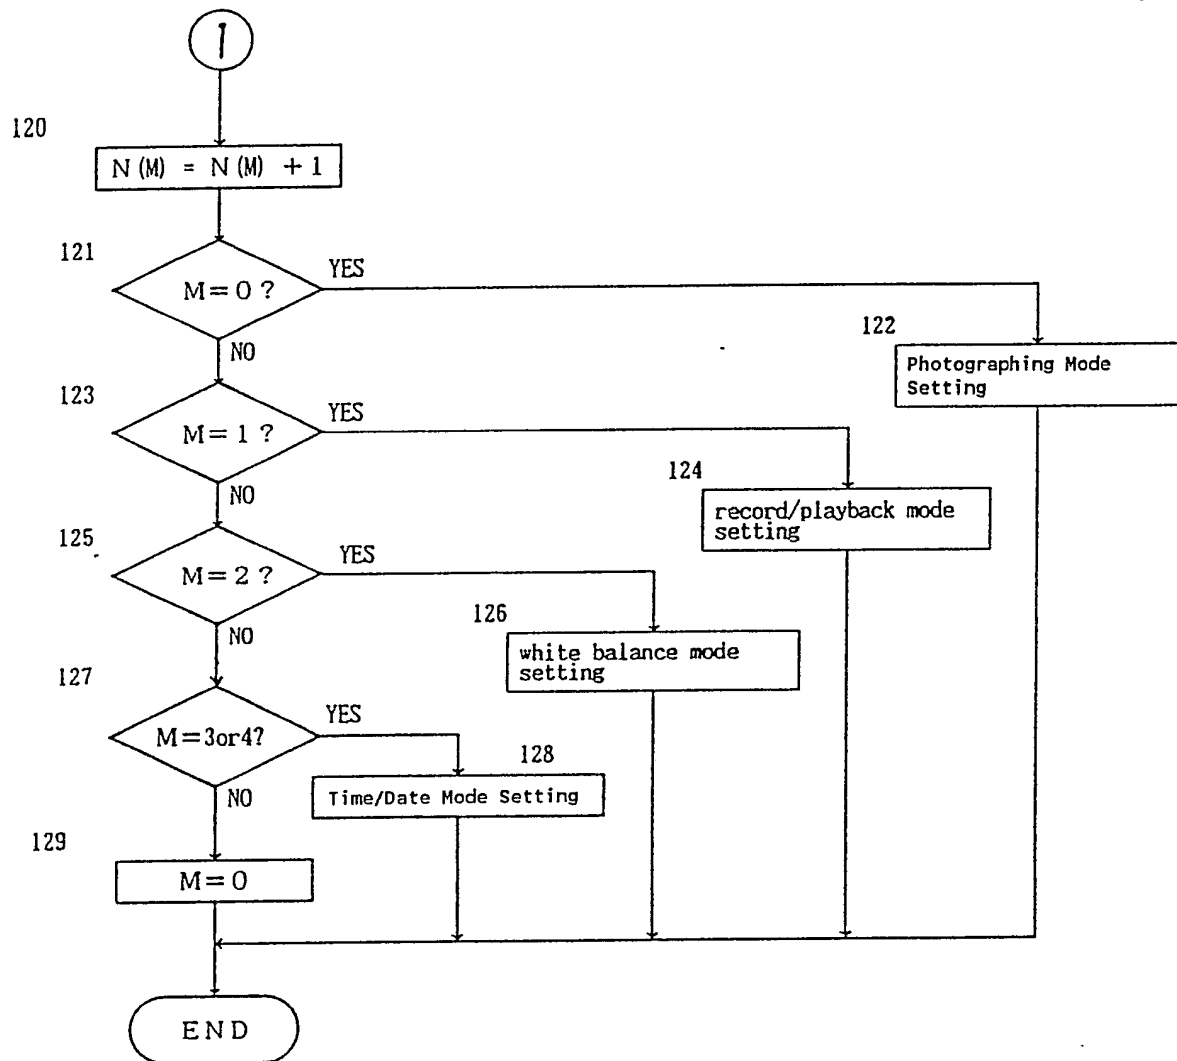 1
120
N(M) = N(M) +1
121
M=0?
YES
122
Photographing Mode
Setting
NO
123
M=1?
YES
124
record/playback mode
setting
NO
125
M=2?
YES
126
white balance mode
setting
NO
127
M=3or4?
YES
128
Time/Date Mode Setting
NO
129
M=0
END